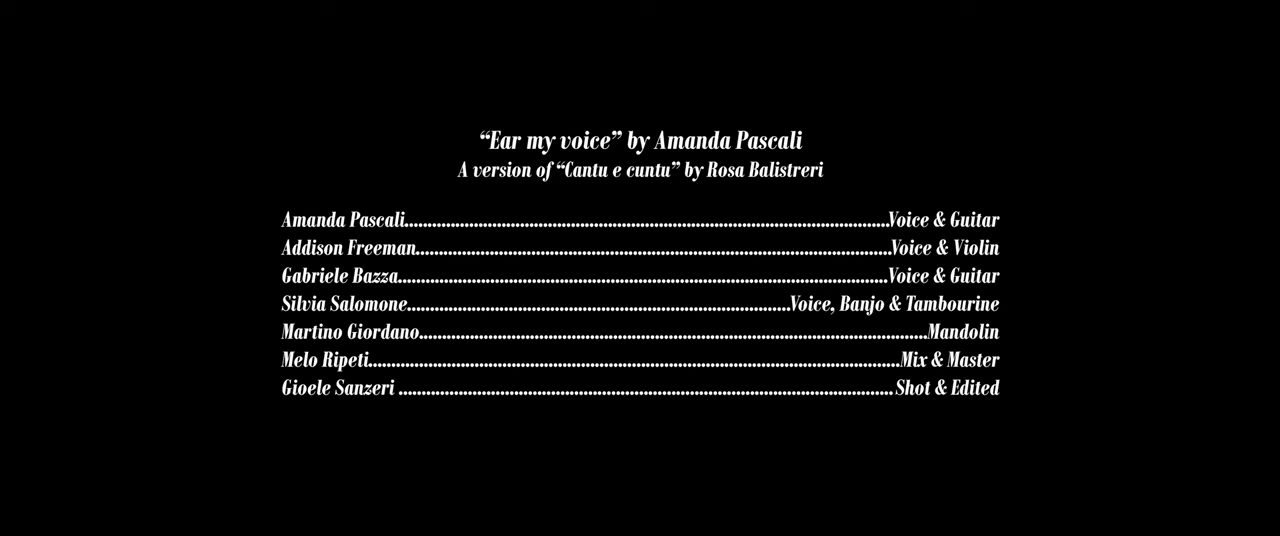 “Ear my voice” by Amanda Pascali
A version of “Cantu e cuntu” by Rosa Balistreri
Amanda Pascali........Voice & Guitar
Addison Freeman........Voice & Violin
Gabriele Bazza........Voice & Guitar
Silvia Salomone........Voice, Banjo & Tambourine
Martino Giordano........Mandolin
Melo Ripeti........Mix & Master
Gioele Sanzeri ........Shot & Edited